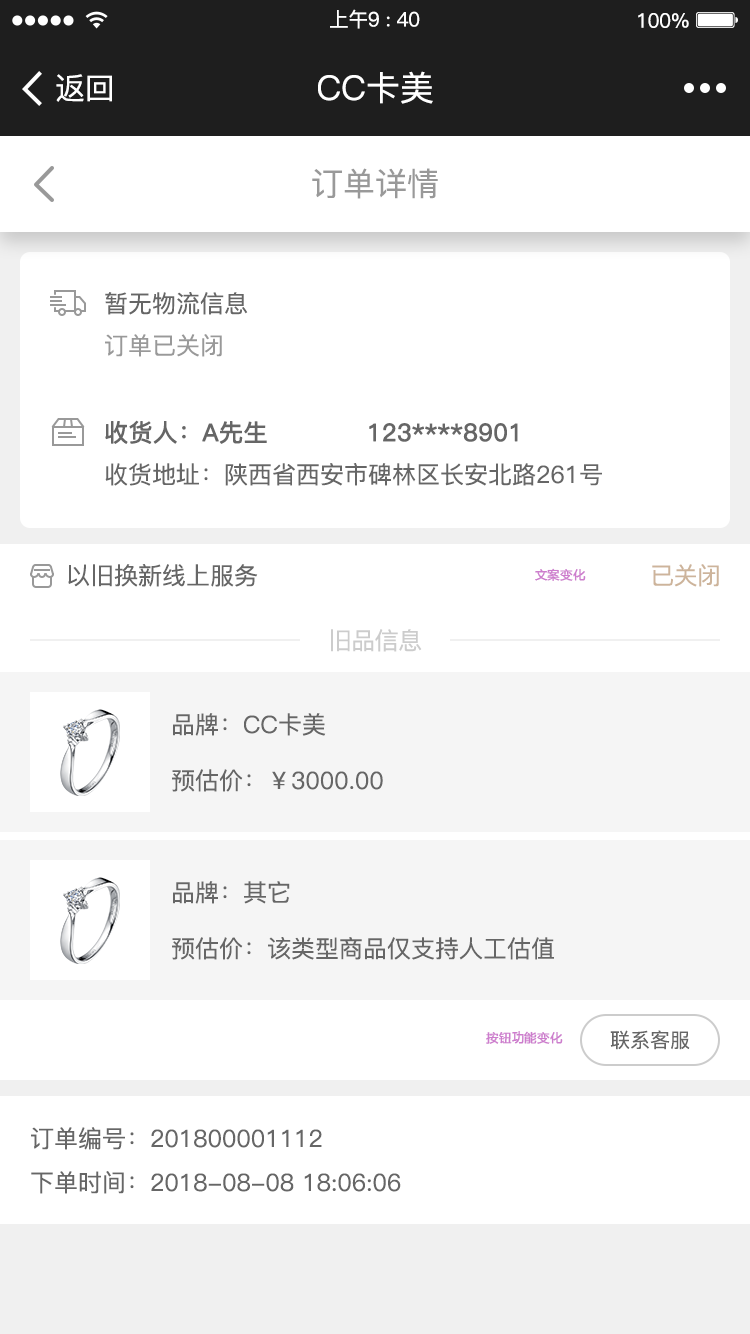 上午9 : 40
100%
返回
CC卡美
订单详情
暂无物流信息
订单已关闭
收货人：A先生 123****8901
收货地址：陕西省西安市碑林区长安北路261号
以旧换新线上服务
文案变化
已关闭
旧品信息
品牌：CC卡美
预估价：￥3000.00
品牌：其它
预估价：该类型商品仅支持人工估值
按钮功能变化
联系客服
订单编号：201800001112
下单时间：2018-08-08 18:06:06